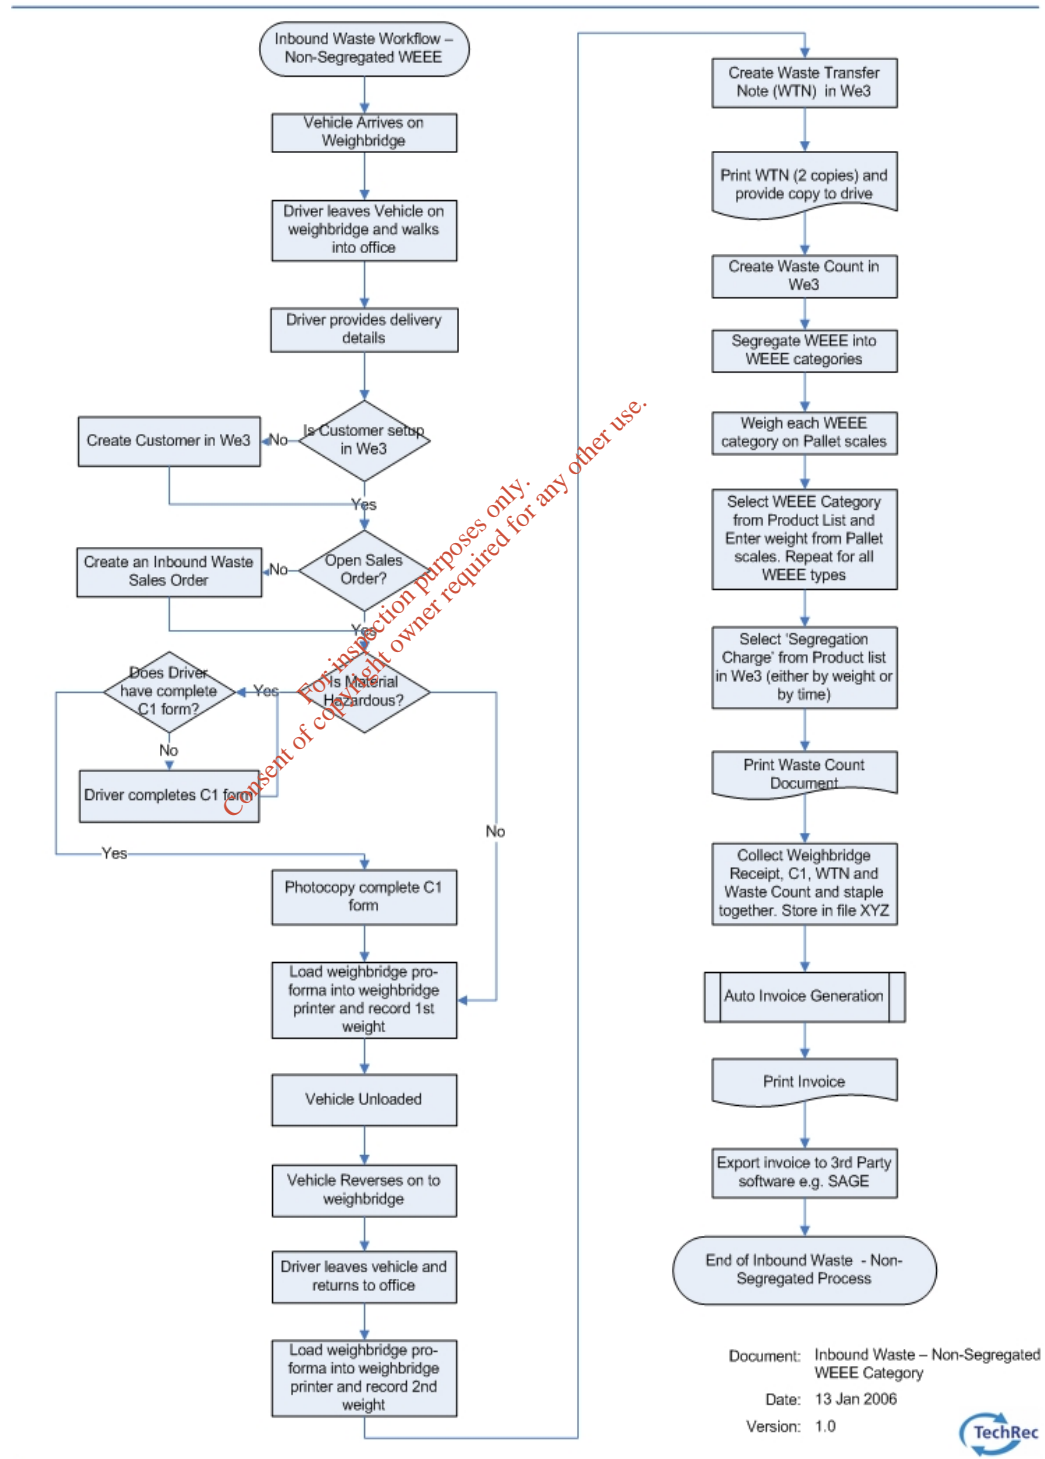 Inbound Waste Workflow –
Non-Segregated WEEE
Vehicle Arrives on
Weighbridge
Driver leaves Vehicle on
weighbridge and walks
into office
Driver provides delivery
details
Is Customer setup
in We3
No
Create Customer in We3
Yes
Open Sales
Order?
No
Create an Inbound Waste
Sales Order
Yes
Is Material
Hazardous?
Yes
Does Driver
have complete
C1 form?
No
Driver completes C1 form
Yes
No
Photocopy complete C1
form
Load weighbridge pro-
forma into weighbridge
printer and record 1st
weight
Vehicle Unloaded
Vehicle Reverses on to
weighbridge
Driver leaves vehicle and
returns to office
Load weighbridge pro-
forma into weighbridge
printer and record 2nd
weight
Create Waste Transfer
Note (WTN) in We3
Print WTN (2 copies) and
provide copy to drive
Create Waste Count in
We3
Segregate WEEE into
WEEE categories
Weigh each WEEE
category on Pallet scales
Select WEEE Category
from Product List and
Enter weight from Pallet
scales. Repeat for all
WEEE types
Select 'Segregation
Charge' from Product list
in We3 (either by weight or
by time)
Print Waste Count
Document
Collect Weighbridge
Receipt, C1, WTN and
Waste Count and staple
together. Store in file XYZ
Auto Invoice Generation
Print Invoice
Export invoice to 3rd Party
software e.g. SAGE
End of Inbound Waste - Non-
Segregated Process
For inspection purposes only.
Consent of copyright owner required for any other use.
Document: Inbound Waste – Non-Segregated
WEEE Category
Date: 13 Jan 2006
Version: 1.0
TechRec